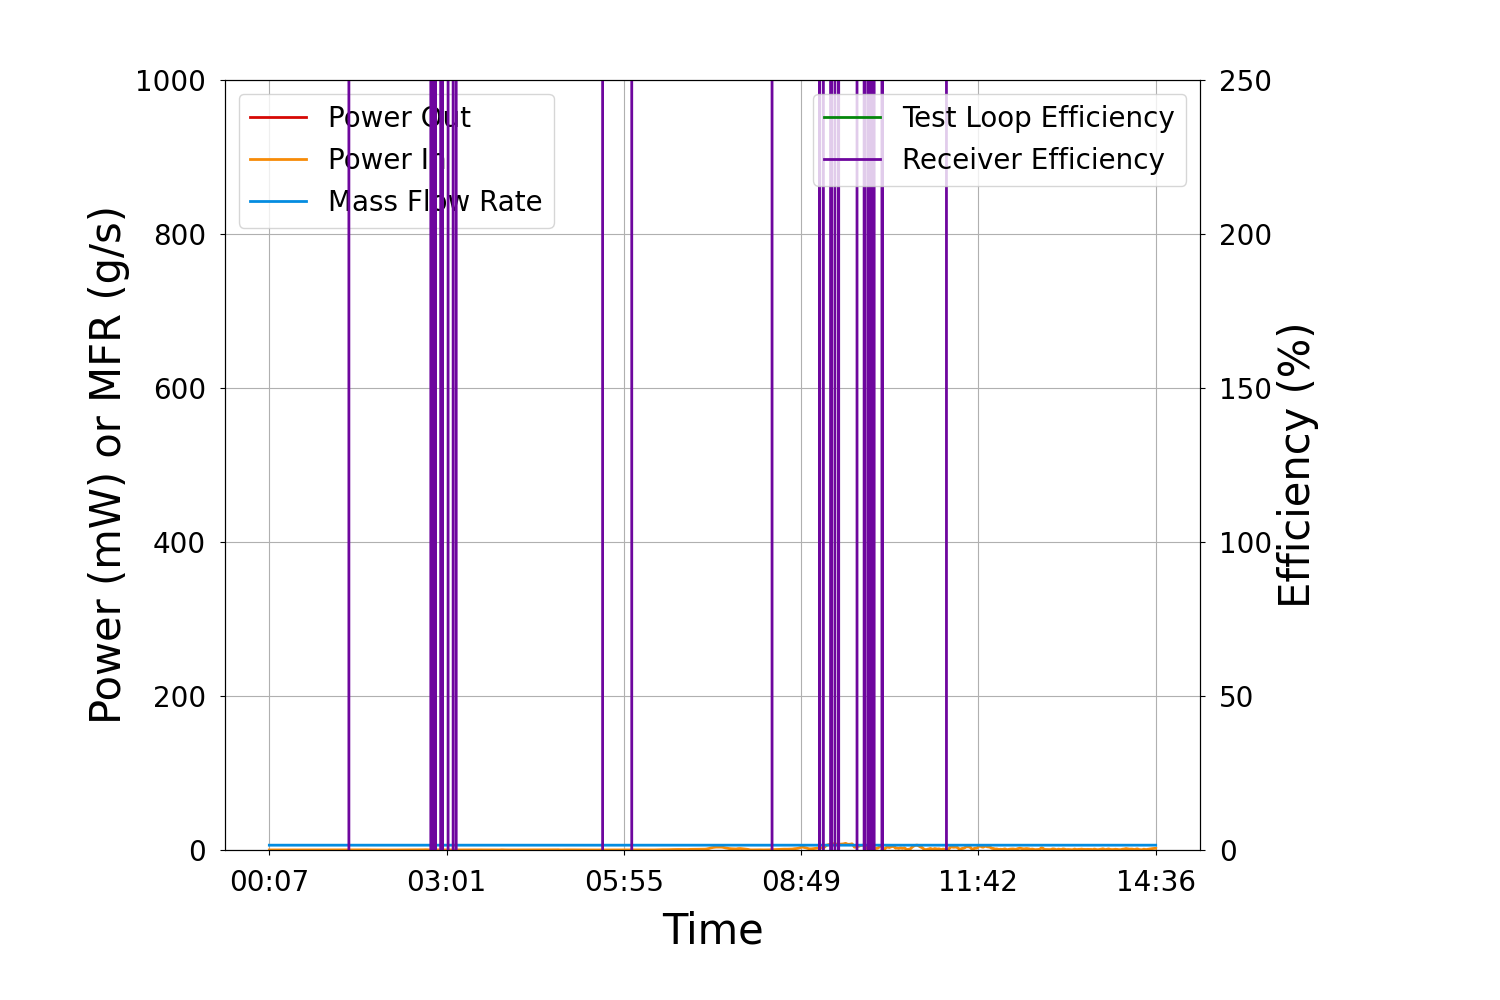 1000
800
600
400
200
0
Power (mW) or MFR (g/s)
Power Out
Power In
Mass Flow Rate
Test Loop Efficiency
Receiver Efficiency
250
200
150
100
50
0
Efficiency (%)
00:07 03:01 05:55 08:49 11:42 14:36
Time